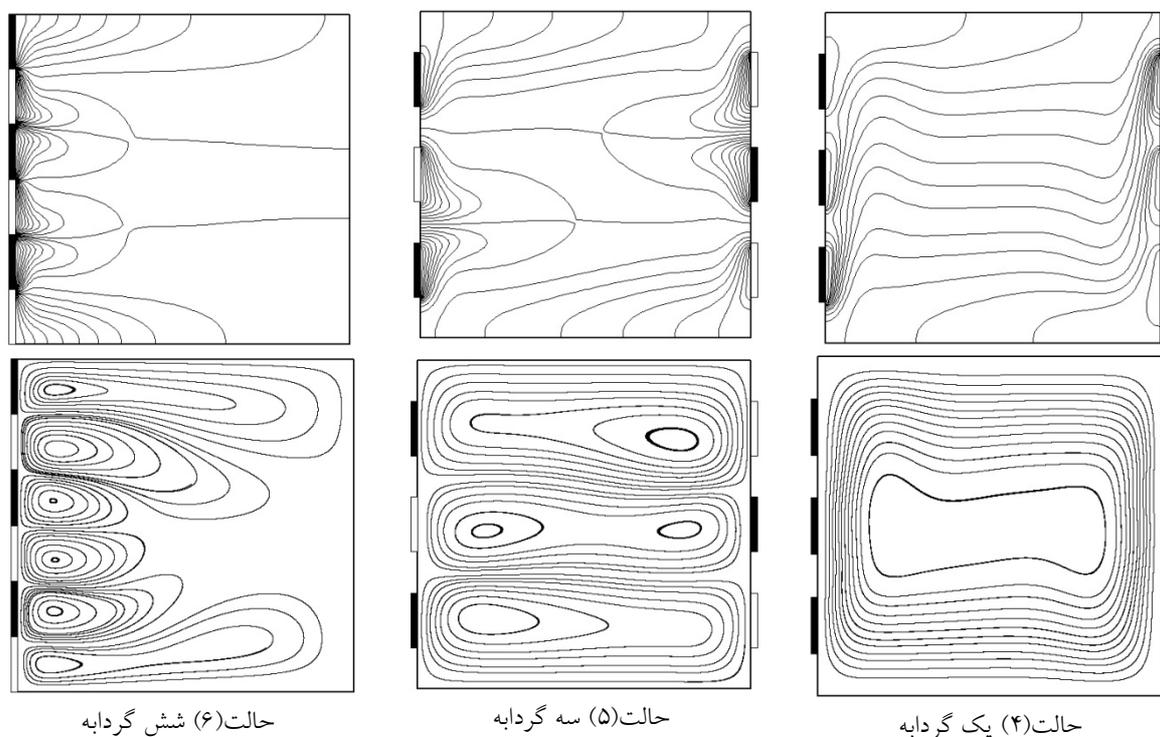 حالت(۴) یک گردابه
حالت(۵) سه گردابه
حالت(۶) شش گردابه